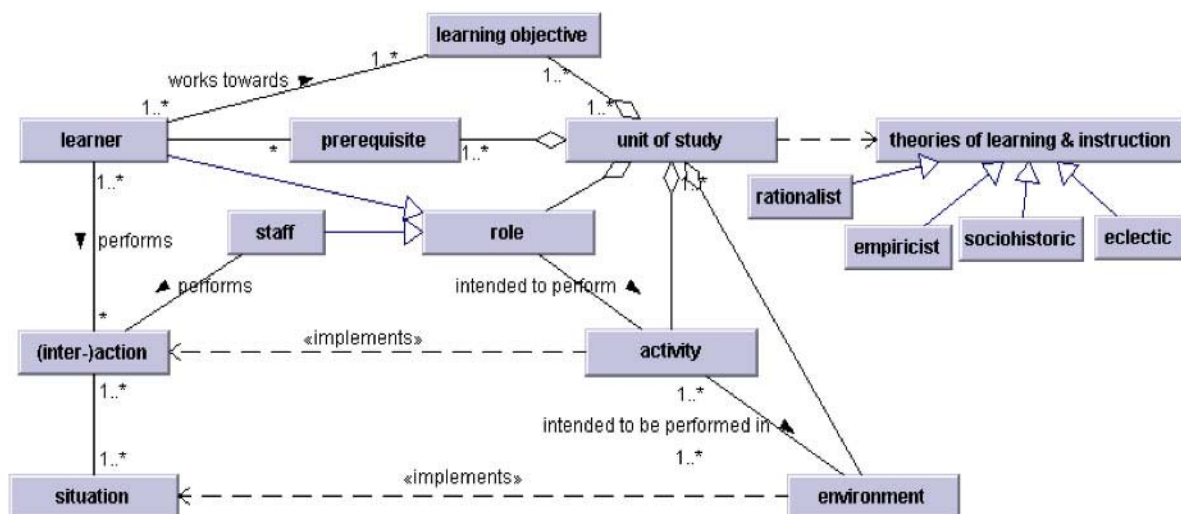 learning objective
1..*
works towards
1..*
1..*
1..*
learner
prerequisite
unit of study
theories of learning & instruction
*
1..*
1..*
1..*
rationalist
staff
role
empiricist
sociohistoric
eclectic
performs
performs
intended to perform
*
«implements»
(inter-)action
activity
1..*
1..*
intended to be performed in
1..*
1..*
«implements»
situation
environment